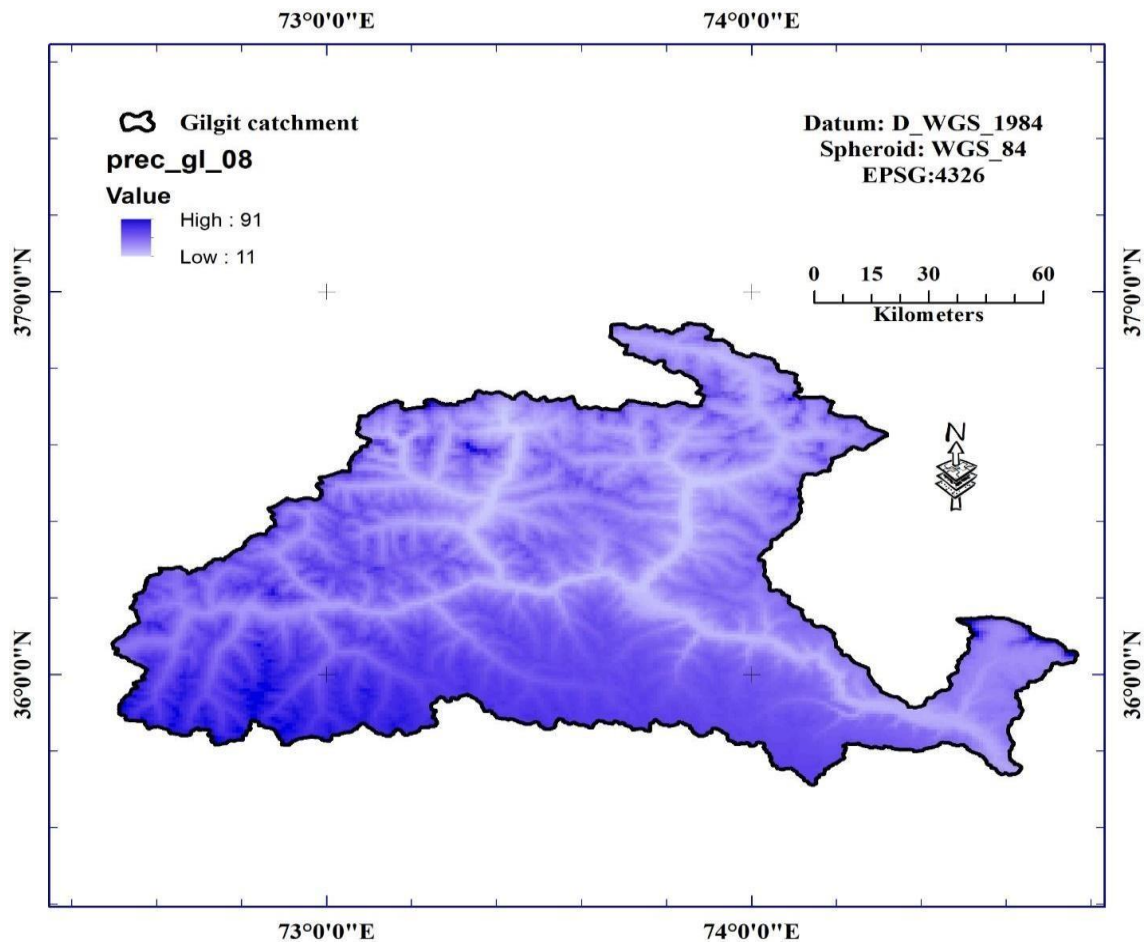 73°0'0"E 74°0'0"E
Gilgit catchment
prec_gl_08
Value
High : 91
Low : 11
Datum: D_WGS_1984
Spheroid: WGS_84
EPSG:4326
37°0'0"N
37°0'0"N
0 15 30 60
Kilometers
N
36°0'0"N
36°0'0"N
73°0'0"E 74°0'0"E